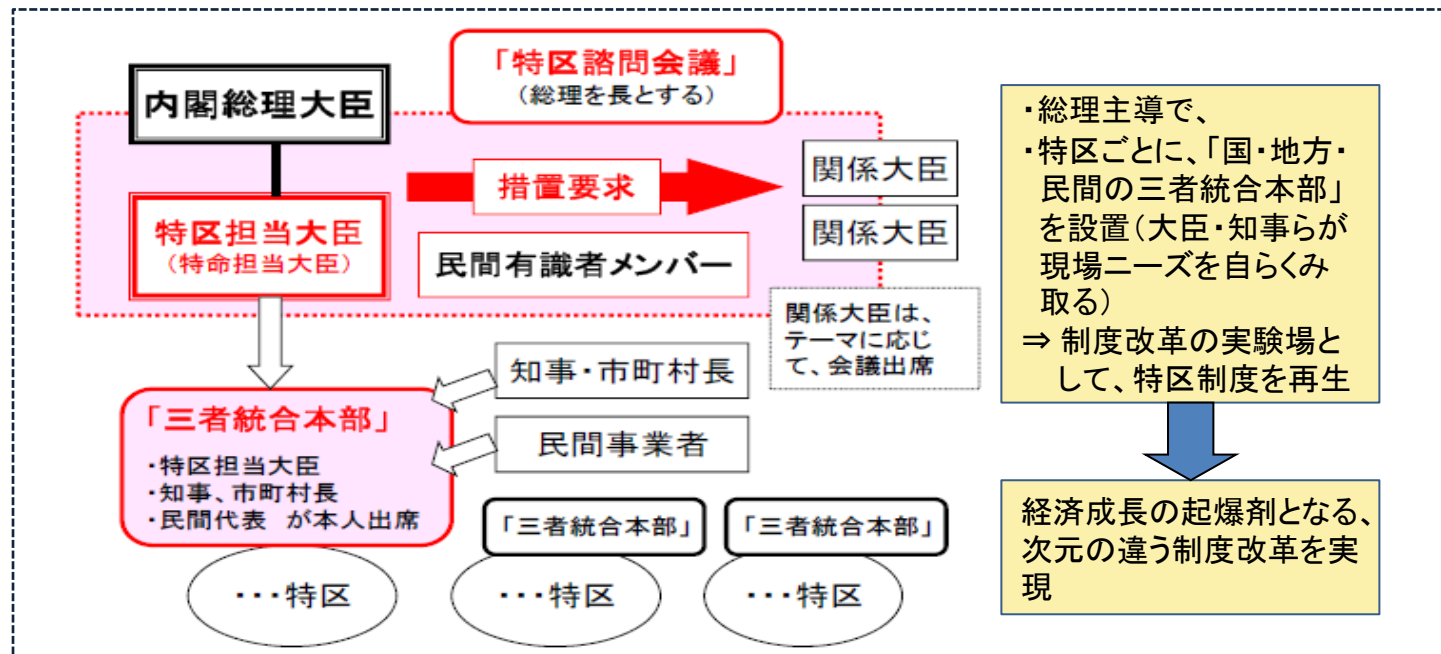 「特区諮問会議」
(総理を長とする)
内閣総理大臣
措置要求
関係大臣
関係大臣
特区担当大臣
(特命担当大臣)
民間有識者メンバー
関係大臣は、
テーマに応じ
て、会議出席
知事・市町村長
民間事業者
「三者統合本部」
・特区担当大臣
・知事、市町村長
・民間代表 が本人出席
「三者統合本部」
「三者統合本部」
・・・特区
・・・特区
・・・特区
・総理主導で、
・特区ごとに、「国・地方・
民間の三者統合本部」
を設置(大臣・知事らが
現場ニーズを自らくみ
取る)
⇒ 制度改革の実験場と
して、特区制度を再生
経済成長の起爆剤となる、
次元の違う制度改革を実
現